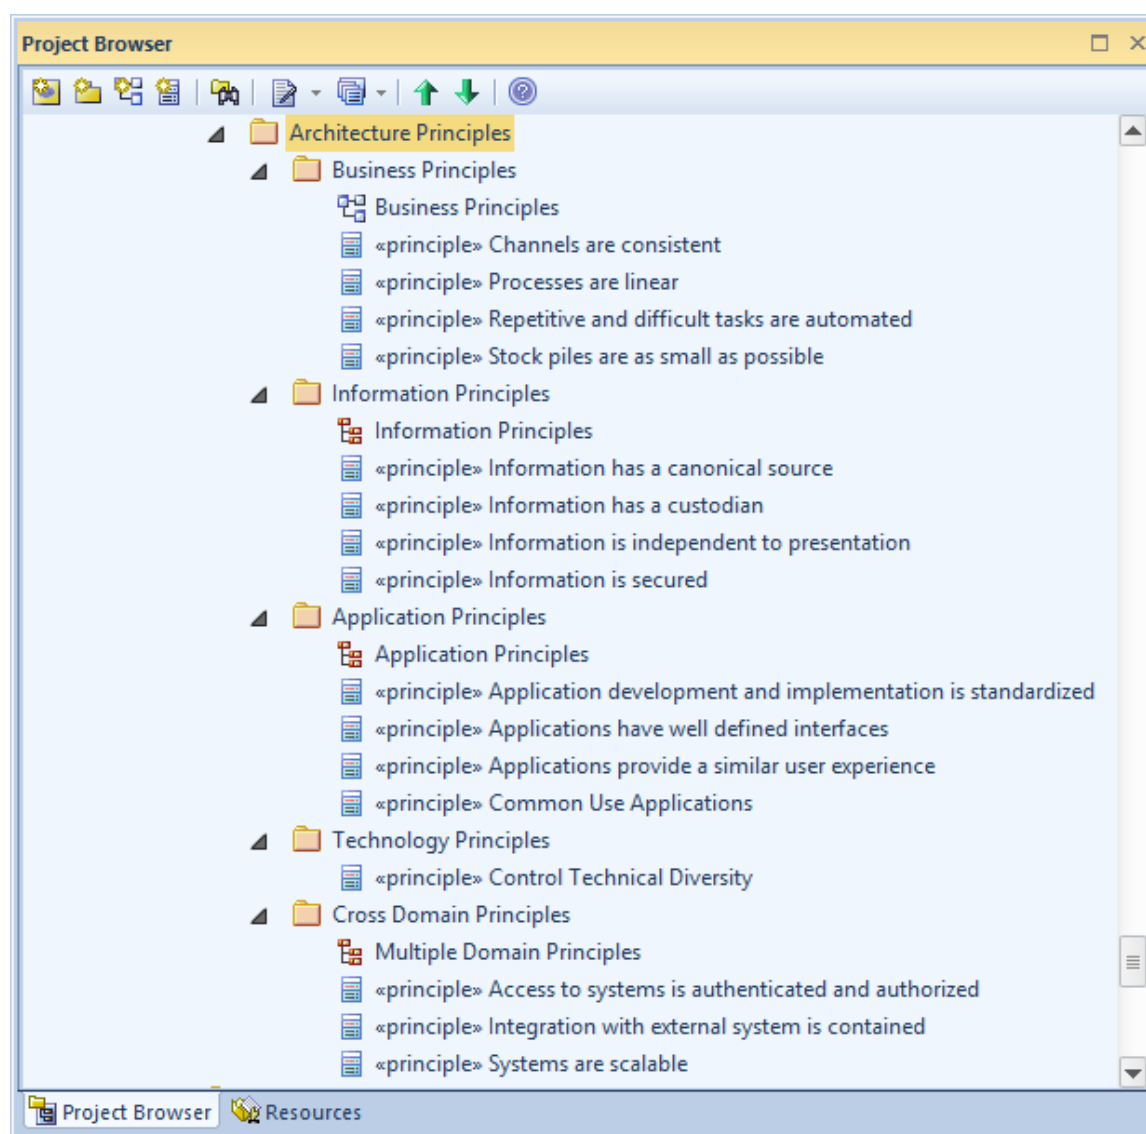 Project Browser
Architecture Principles
Business Principles
Business Principles
«principle» Channels are consistent
«principle» Processes are linear
«principle» Repetitive and difficult tasks are automated
«principle» Stock piles are as small as possible
Information Principles
Information Principles
«principle» Information has a canonical source
«principle» Information has a custodian
«principle» Information is independent to presentation
«principle» Information is secured
Application Principles
Application Principles
«principle» Application development and implementation is standardized
«principle» Applications have well defined interfaces
«principle» Applications provide a similar user experience
«principle» Common Use Applications
Technology Principles
«principle» Control Technical Diversity
Cross Domain Principles
Multiple Domain Principles
«principle» Access to systems is authenticated and authorized
«principle» Integration with external system is contained
«principle» Systems are scalable
Project Browser Resources